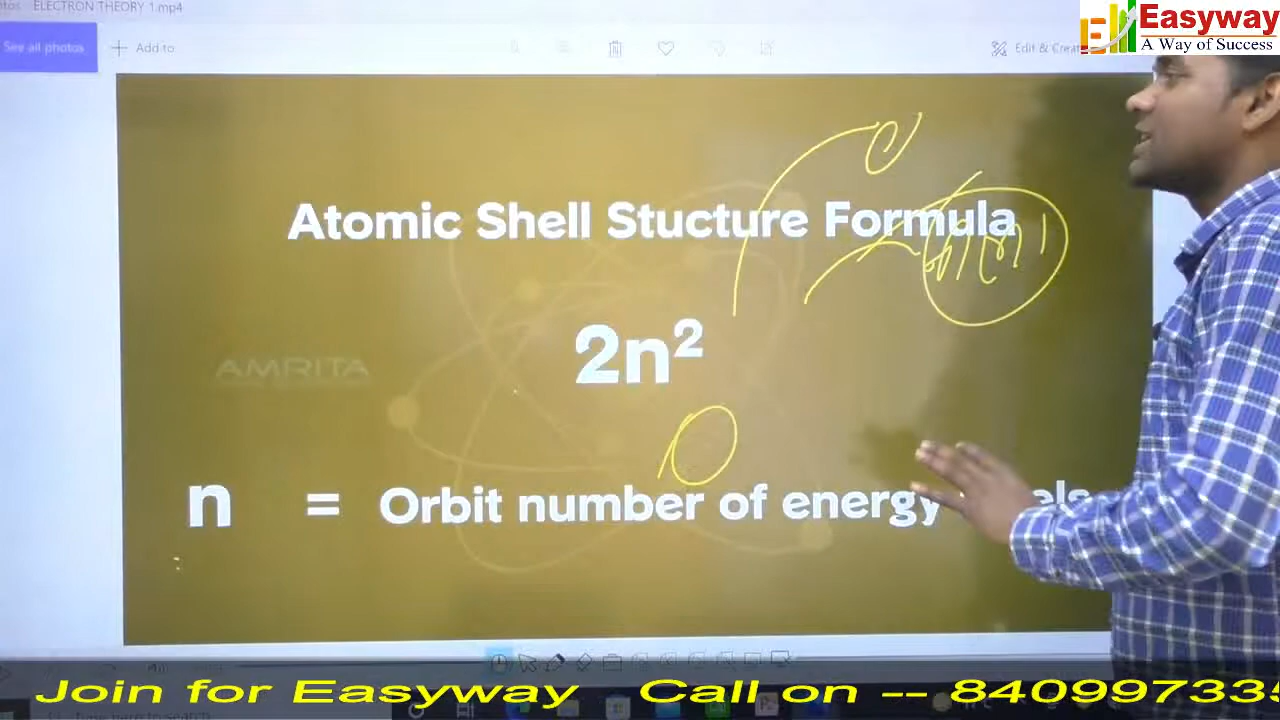 ELECTRON THEORY 1.mp4
Easyway
A Way of Success
See all photos
Add to
Atomic Shell Stucture Formula
AMRITA
2n²
n = Orbit number of energy
Join for Easyway Call on -- 840997335